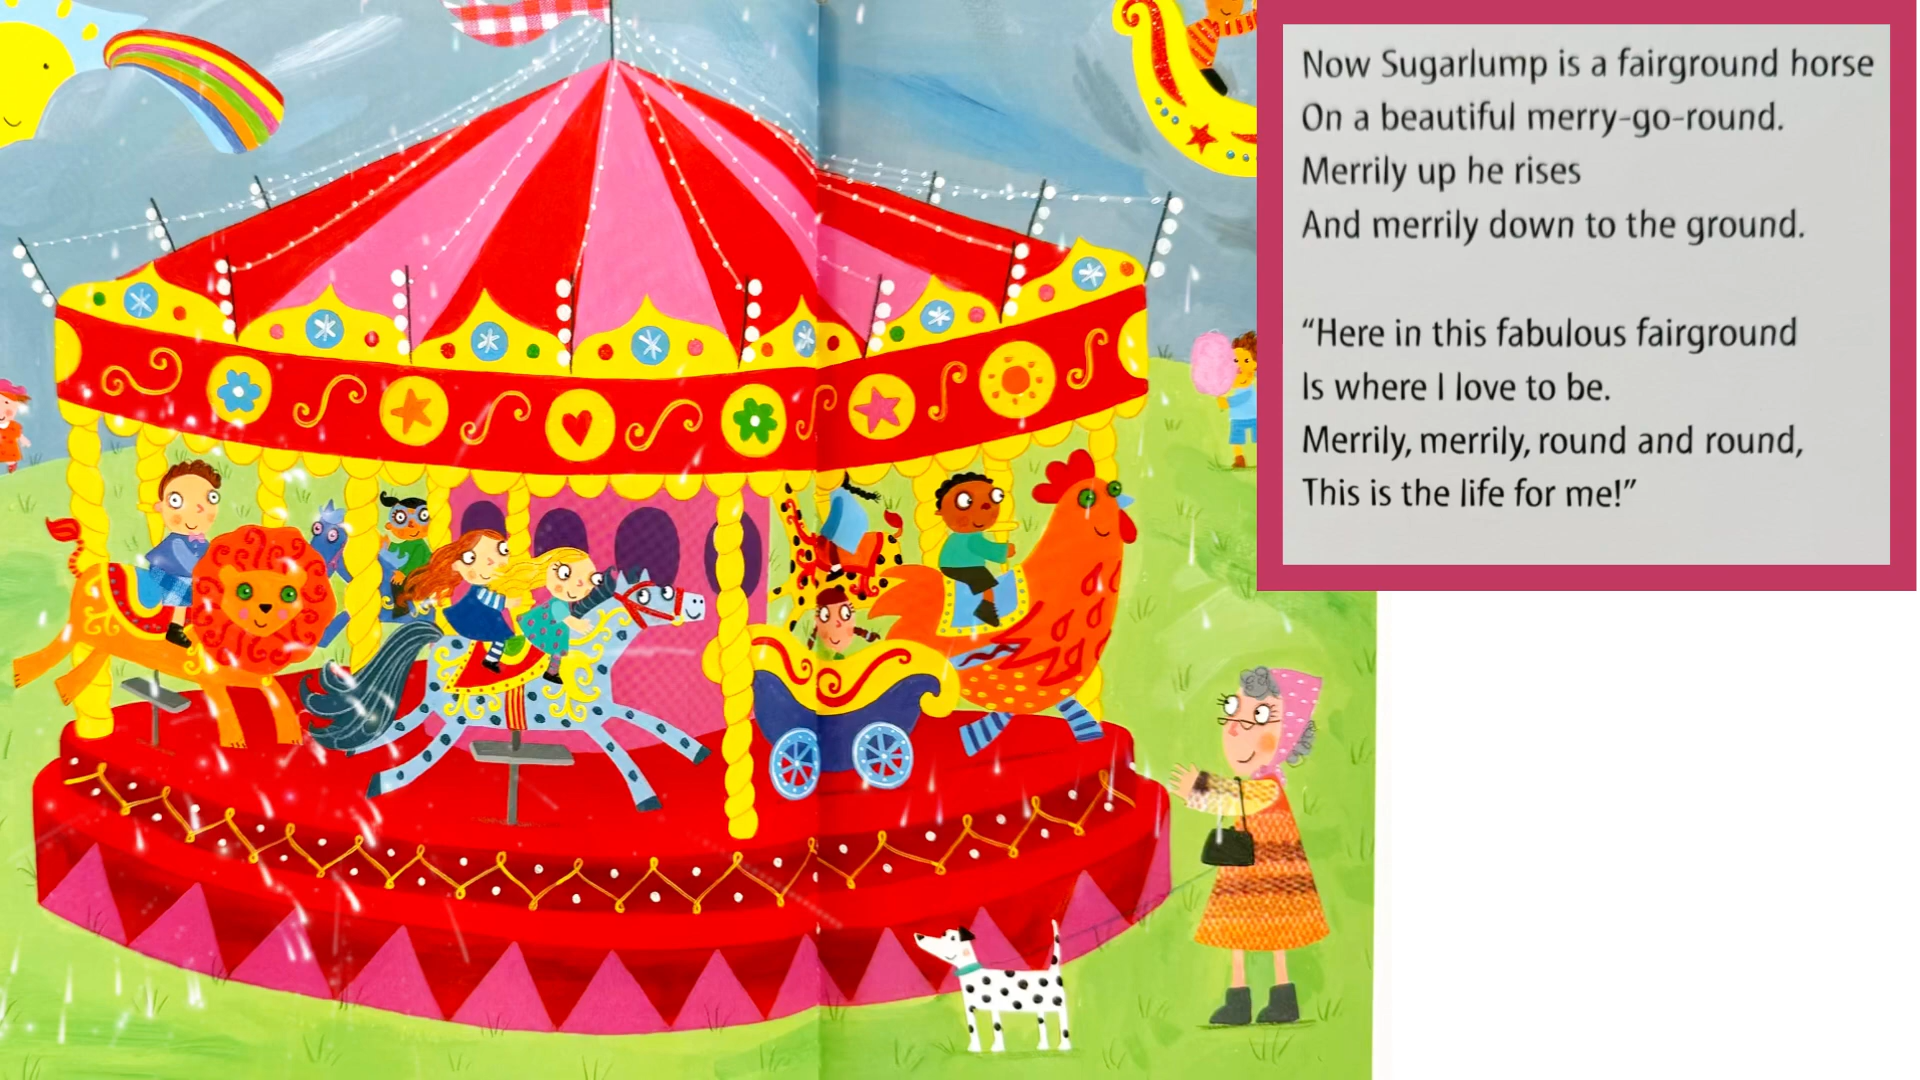 Now Sugarlump is a fairground horse
On a beautiful merry-go-round.
Merrily up he rises
And merrily down to the ground.
“Here in this fabulous fairground
Is where I love to be.
Merrily, merrily, round and round,
This is the life for me!”